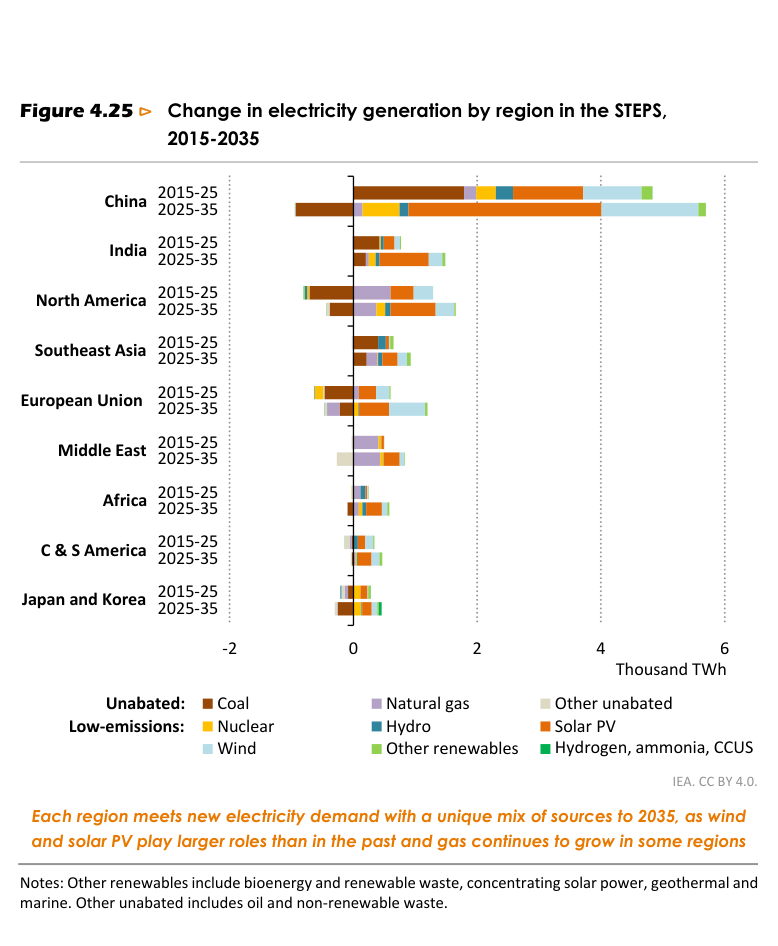 Figure 4.25 ▻ Change in electricity generation by region in the STEPS,
2015-2035
China 2015-25
2025-35
India 2015-25
2025-35
North America 2015-25
2025-35
Southeast Asia 2015-25
2025-35
European Union 2015-25
2025-35
Middle East 2015-25
2025-35
Africa 2015-25
2025-35
C & S America 2015-25
2025-35
Japan and Korea 2015-25
2025-35
-2 0 2 4 6
Thousand TWh
Unabated: Coal Natural gas Other unabated
Low-emissions: Nuclear Hydro Solar PV
Wind Other renewables Hydrogen, ammonia, CCUS
IEA. CC BY 4.0.
Each region meets new electricity demand with a unique mix of sources to 2035, as wind
and solar PV play larger roles than in the past and gas continues to grow in some regions
Notes: Other renewables include bioenergy and renewable waste, concentrating solar power, geothermal and
marine. Other unabated includes oil and non-renewable waste.